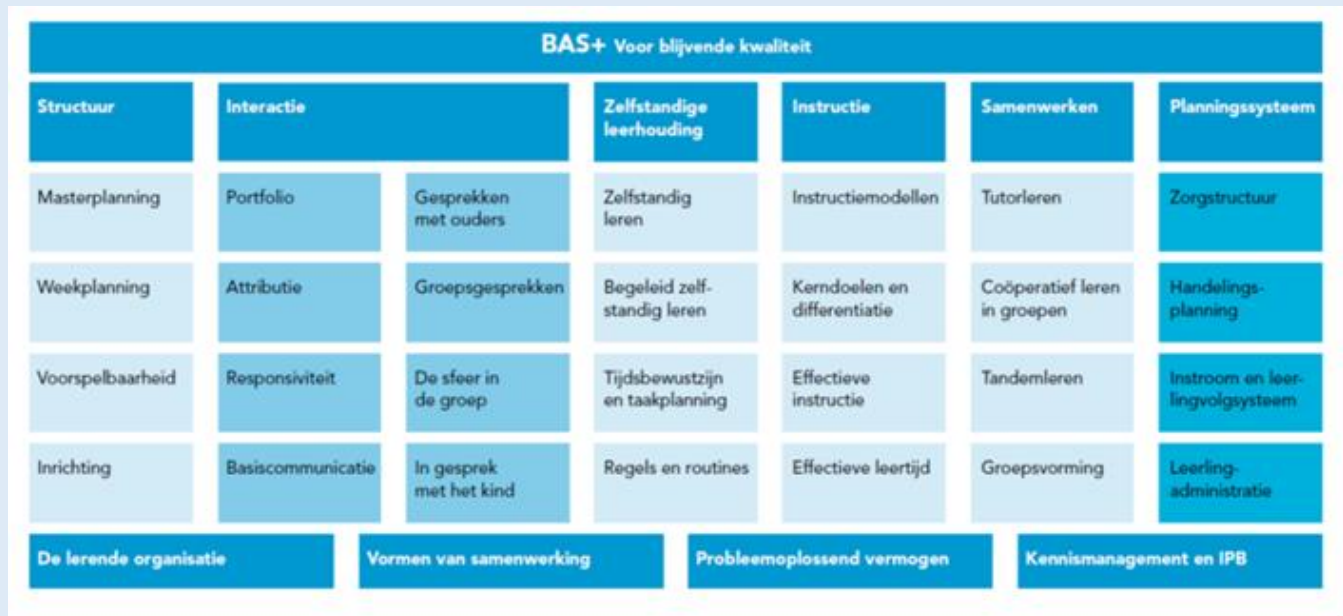 BAS+ Voor blijvende kwaliteit
Structuur
Interactie
Zelfstandige
leerhouding
Instructie
Samenwerken
Planningssysteem
Masterplanning
Portfolio
Gesprekken
met ouders
Zelfstandig
leren
Instructiemodellen
Tutorleren
Zorgstructuur
Weekplanning
Attributie
Groepsgesprekken
Begeleid zelf-
standig leren
Kerndoelen en
differentiatie
Coöperatief leren
in groepen
Handelings-
planning
Voorspelbaarheid
Responsiviteit
De sfeer in
de groep
Tijdsbewustzijn
en taakplanning
Effectieve
instructie
Tandemleren
Instroom en leer-
lingvolgsysteem
Inrichting
Basiscommunicatie
In gesprek
met het kind
Regels en routines
Effectieve leertijd
Groepsvorming
Leerling-
administratie
De lerende organisatie
Vormen van samenwerking
Probleemoplossend vermogen
Kennismanagement en IPB